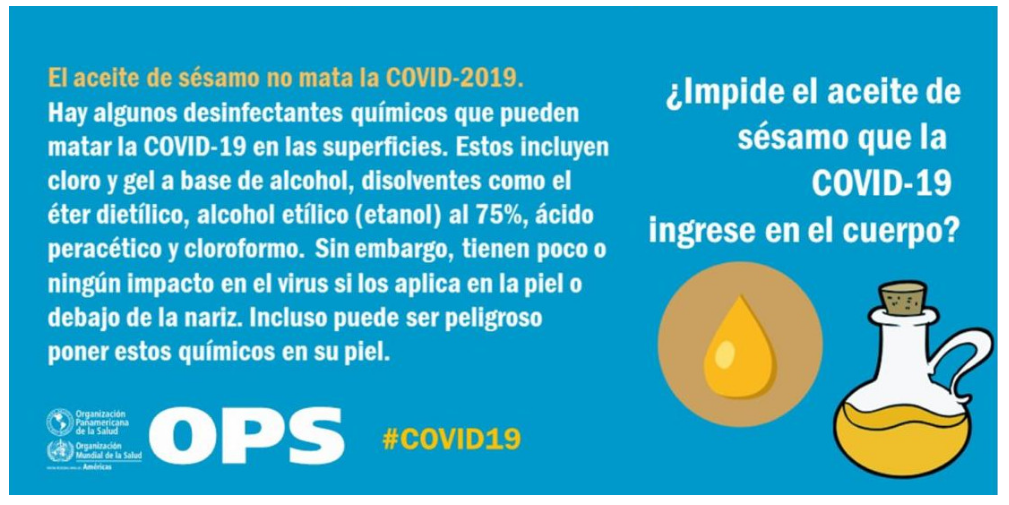 El aceite de sésamo no mata la COVID-2019.
Hay algunos desinfectantes químicos que pueden
matar la COVID-19 en las superficies. Estos incluyen
cloro y gel a base de alcohol, disolventes como el
éter dietílico, alcohol etílico (etanol) al 75%, ácido
peracético y cloroformo. Sin embargo, tienen poco o
ningún impacto en el virus si los aplica en la piel o
debajo de la nariz. Incluso puede ser peligroso
poner estos químicos en su piel.
¿Impide el aceite de
sésamo que la
COVID-19
ingrese en el cuerpo?
Organización
Panamericana
de la Salud
Organización
Mundial de la Salud
Américas
OPS
#COVID19